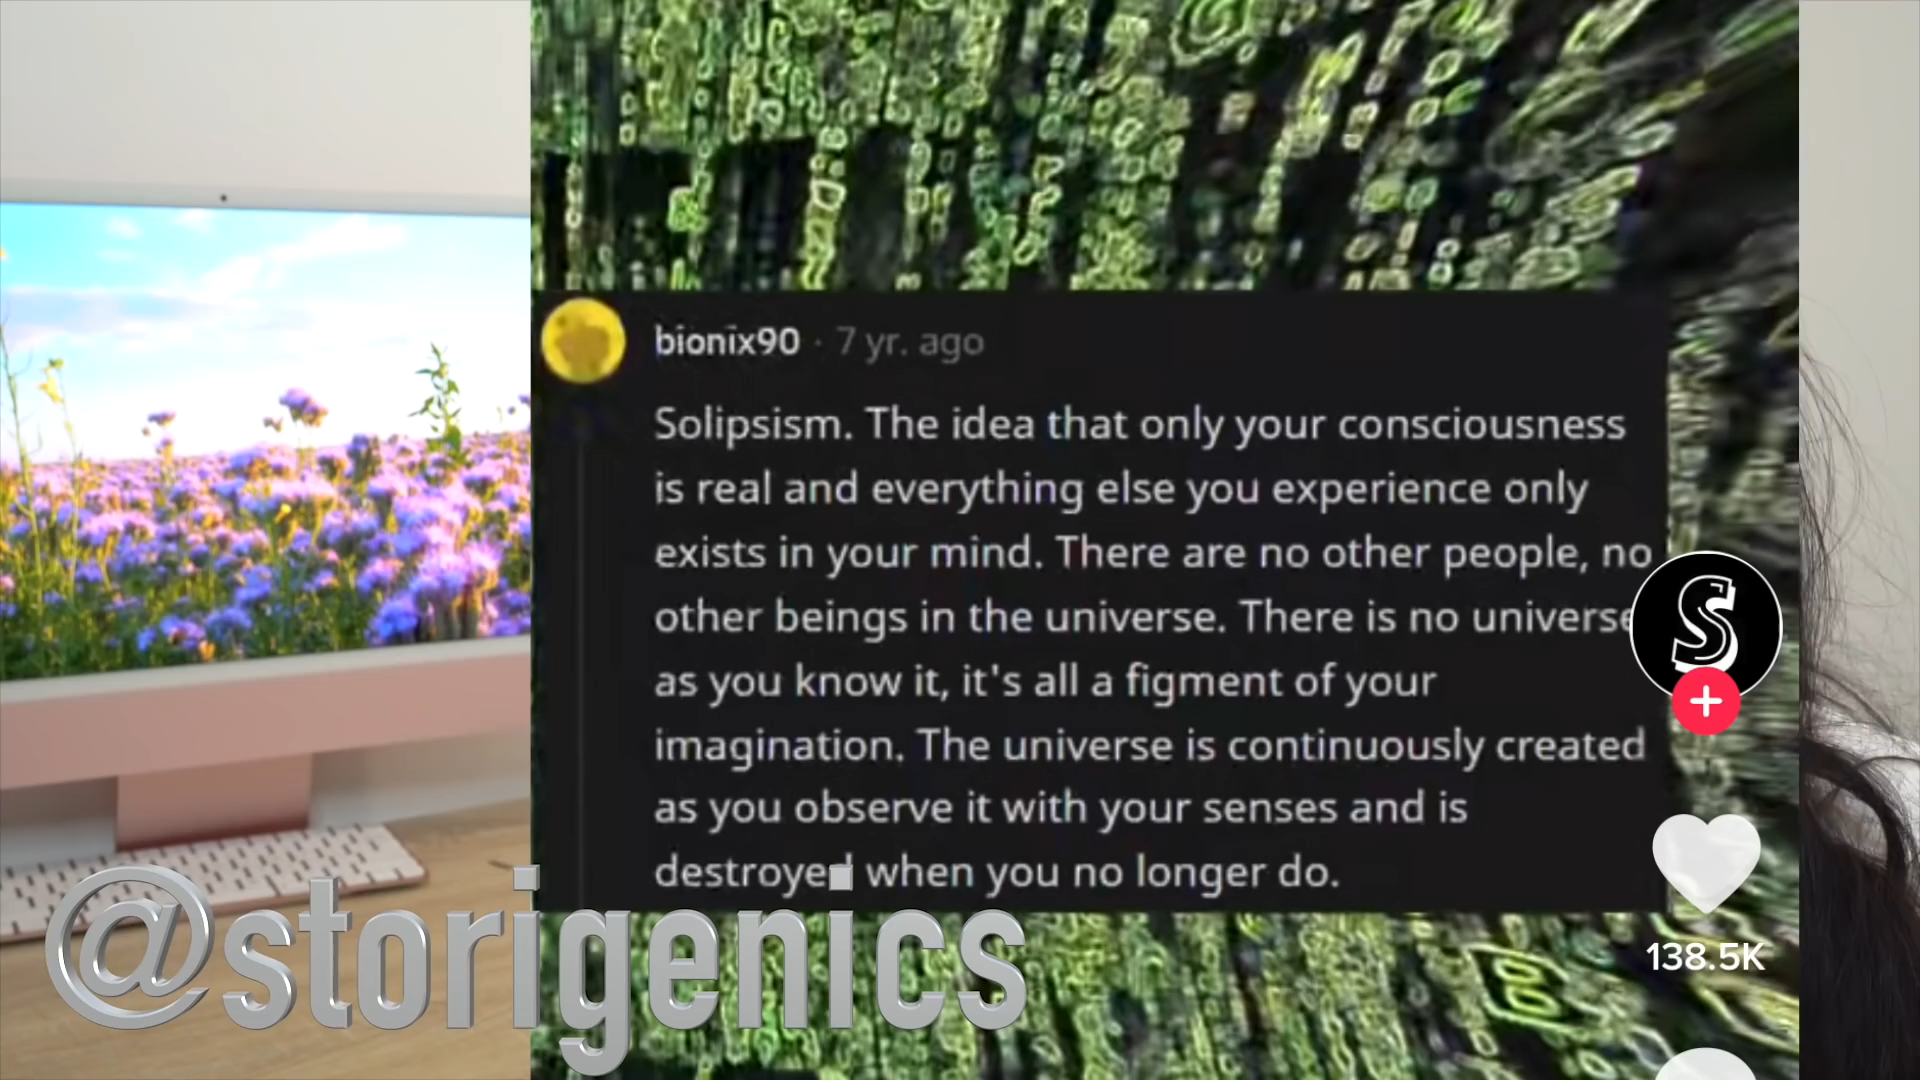 bionix90 · 7 yr. ago
Solipsism. The idea that only your consciousness
is real and everything else you experience only
exists in your mind. There are no other people, no
other beings in the universe. There is no universe
as you know it, it's all a figment of your
imagination. The universe is continuously created
as you observe it with your senses and is
destroyed when you no longer do.
S
138.5K
@storigenics